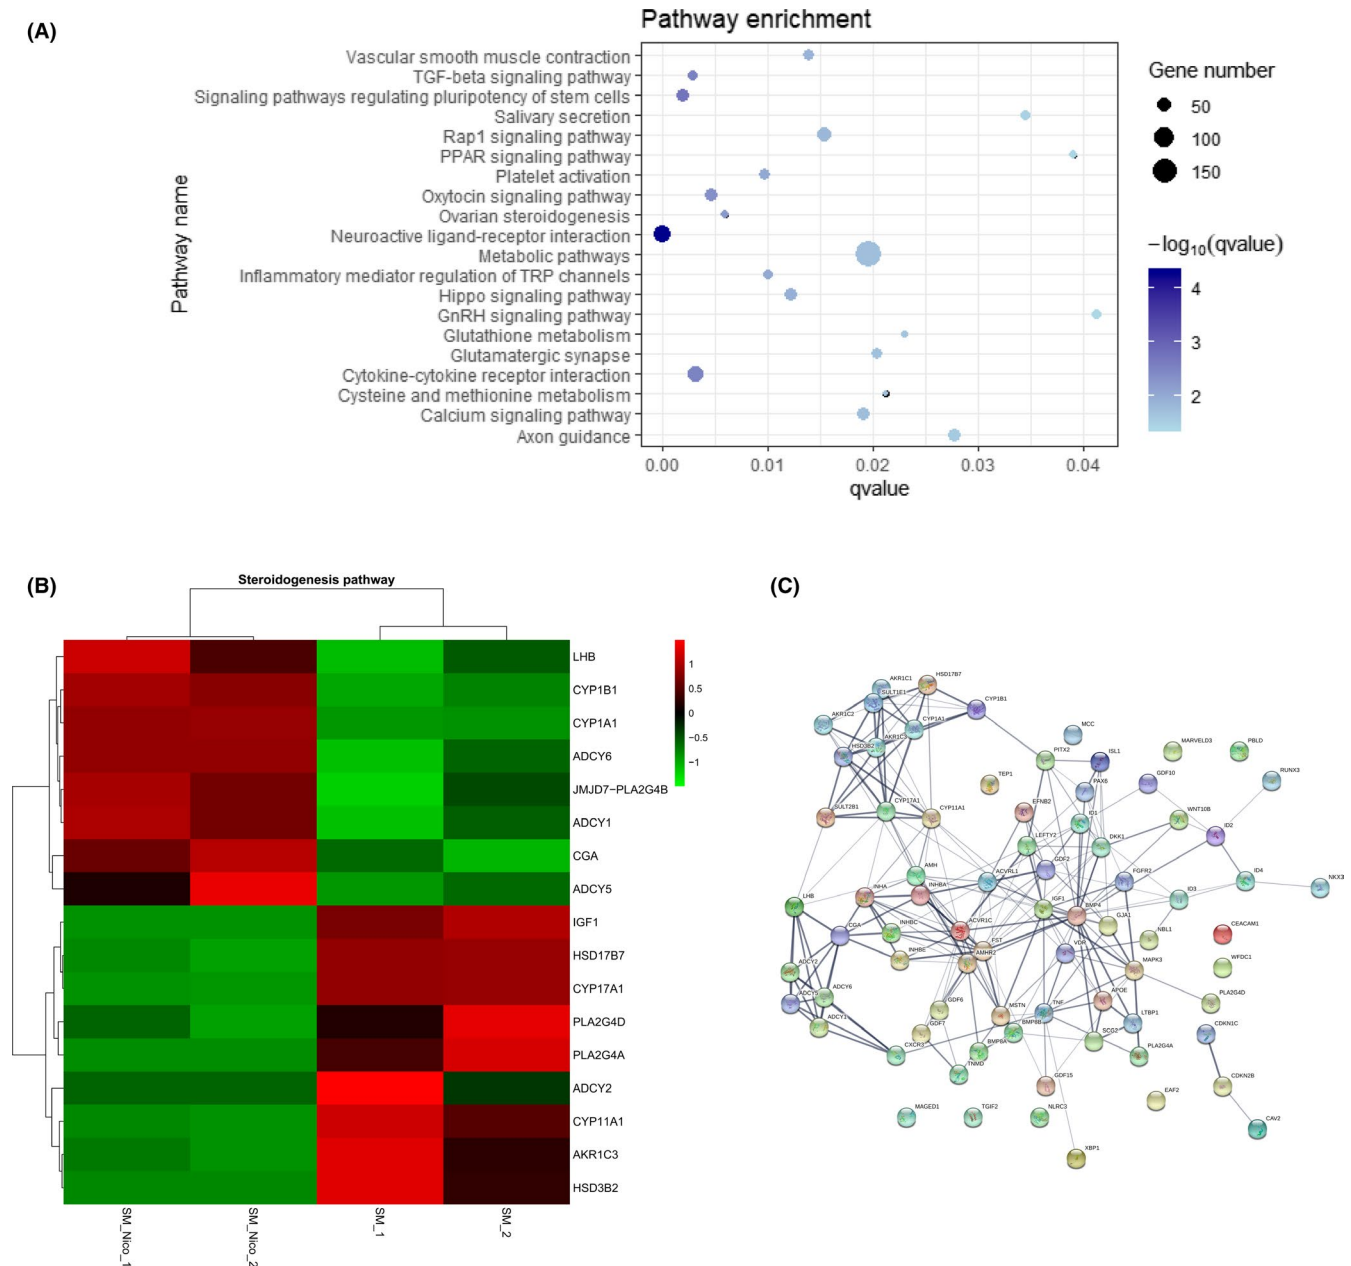 (A)
Pathway enrichment
Pathway name
Vascular smooth muscle contraction
TGF-beta signaling pathway
Signaling pathways regulating pluripotency of stem cells
Salivary secretion
Rap1 signaling pathway
PPAR signaling pathway
Platelet activation
Oxytocin signaling pathway
Ovarian steroidogenesis
Neuroactive ligand-receptor interaction
Metabolic pathways
Inflammatory mediator regulation of TRP channels
Hippo signaling pathway
GnRH signaling pathway
Glutathione metabolism
Glutamatergic synapse
Cytokine-cytokine receptor interaction
Cysteine and methionine metabolism
Calcium signaling pathway
Axon guidance
0.00 0.01 0.02 0.03 0.04
qvalue
Gene number
50
100
150
−log10(qvalue)
4
3
2
(B)
Steroidogenesis pathway
LHB
CYP1B1
CYP1A1
ADCY6
JMJD7−PLA2G4B
ADCY1
CGA
ADCY5
IGF1
HSD17B7
CYP17A1
PLA2G4D
PLA2G4A
ADCY2
CYP11A1
AKR1C3
HSD3B2
SM_Nico_1
SM_Nico_2
SM_1
SM_2
1
0.5
0
−0.5
−1
(C)
AKR1C1
HSD17B7
SULT1E1
CYP1B1
AKR1C2
CYP1A1
AKR1C3
HSD3B2
MCC
MARVELD3
PBLD
PITX2
ISL1
RUNX3
TEP1
PAX6
GDF10
SULT2B1
CYP17A1
CYP11A1
EFNB2
ID1
WNT10B
ID2
LEFTY2
DKK1
AMH
ACVRL1
GDF2
FGFR2
ID4
NKX3
LHB
INHA
INHBA
IGF1
BMP4
ID3
CGA
INHBC
ACVR1C
GJA1
NBL1
CEACAM1
INHBE
FST
AMHR2
VDR
MAPK3
WFDC1
ADCY2
ADCY6
ADCY5
ADCY1
GDF6
MSTN
TNF
APOE
PLA2G4D
LTBP1
GDF7
BMP8B
SCG2
CDKN1C
CXCR3
BMP8A
PLA2G4A
TNMD
GDF15
EAF2
CDKN2B
MAGED1
TGIF2
NLRC3
CAV2
XBP1